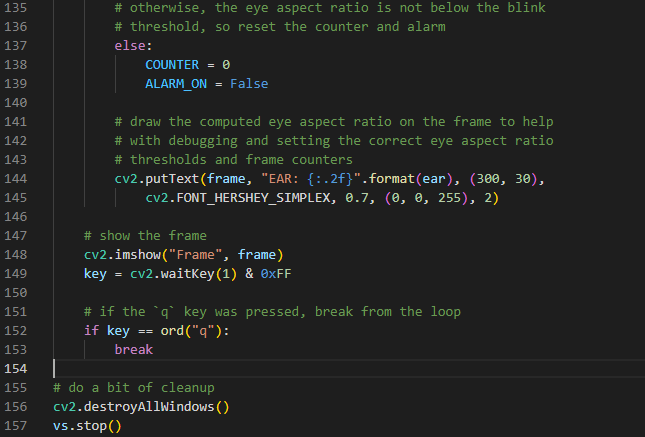 135 # otherwise, the eye aspect ratio is not below the blink
136 # threshold, so reset the counter and alarm
137 else:
138 COUNTER = 0
139 ALARM_ON = False
140
141 # draw the computed eye aspect ratio on the frame to help
142 # with debugging and setting the correct eye aspect ratio
143 # thresholds and frame counters
144 cv2.putText(frame, "EAR: {:.2f}".format(ear), (300, 30),
145 cv2.FONT_HERSHEY_SIMPLEX, 0.7, (0, 0, 255), 2)
146
147 # show the frame
148 cv2.imshow("Frame", frame)
149 key = cv2.waitKey(1) & 0xFF
150
151 # if the `q` key was pressed, break from the loop
152 if key == ord("q"):
153 break
154
155 # do a bit of cleanup
156 cv2.destroyAllWindows()
157 vs.stop()